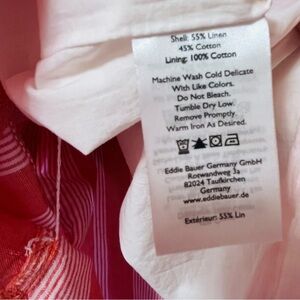 Shell: 55% Linen
45% Cotton
Lining: 100% Cotton
Machine Wash Cold Delicate
With Like Colors.
Do Not Bleach.
Tumble Dry Low.
Remove Promptly.
Warm Iron As Desired.
Eddie Bauer Germany GmbH
Rotwandweg 3a
82024 Taufkirchen
Germany
www.eddiebauer.de
Extérieur: 55% Lin